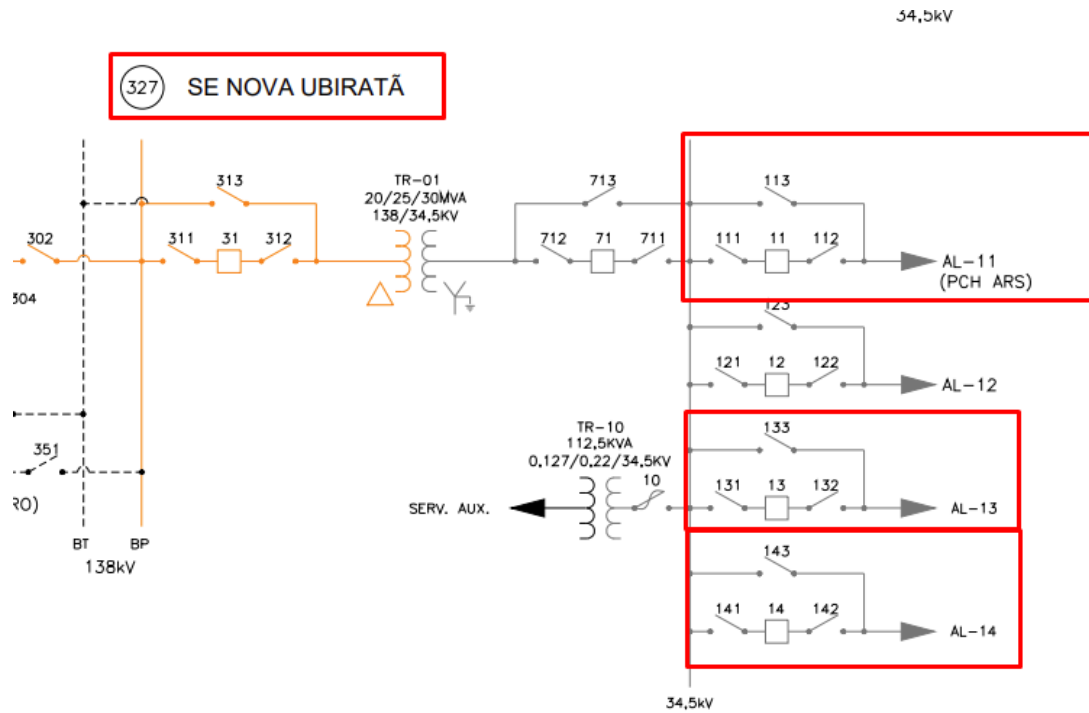 34,5kV
327 SE NOVA UBIRATÃ
313
TR-01
20/25/30MVA
138/34,5KV
713
113
302
311 31 312
712 71 711
111 11 112
AL-11
(PCH ARS)
304
123
121 12 122
AL-12
351
TR-10
112,5KVA
0.127/0.22/34.5KV
10
133
131 13 132
AL-13
RO)
SERV. AUX.
BT BP
138kV
143
141 14 142
AL-14
34,5kV